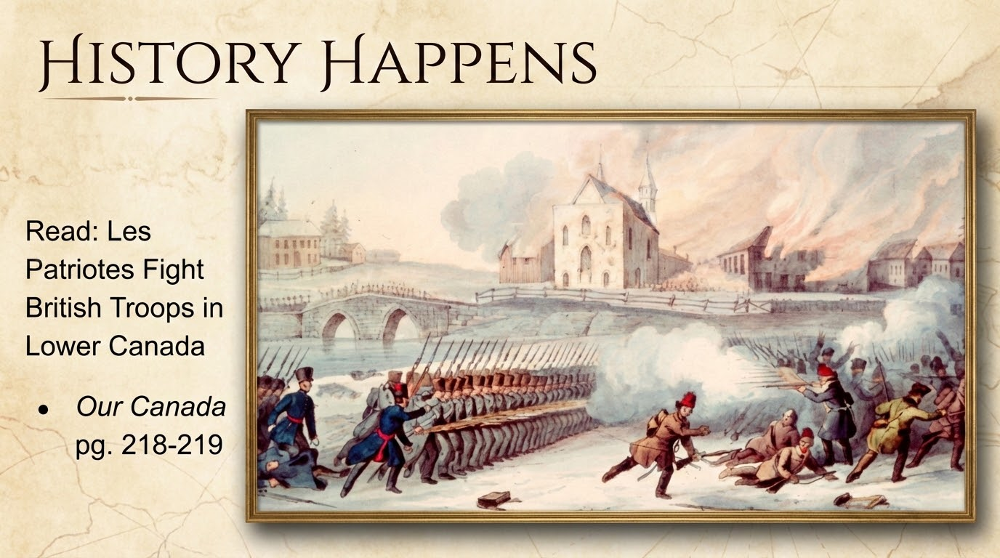 History Happens
Read: Les
Patriotes Fight
British Troops in
Lower Canada
● Our Canada
pg. 218-219